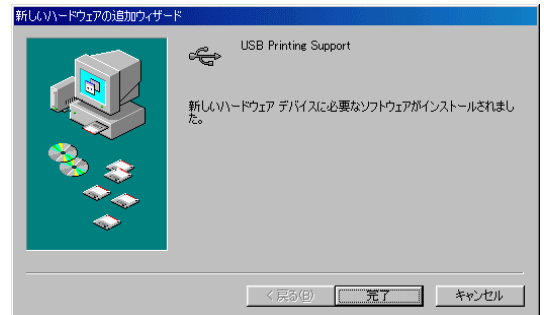 新しいハードウェアの追加ウィザード
USB Printing Support
新しいハードウェア デバイスに必要なソフトウェアがインストールされまし
た。
< 戻る(B)
完了
キャンセル